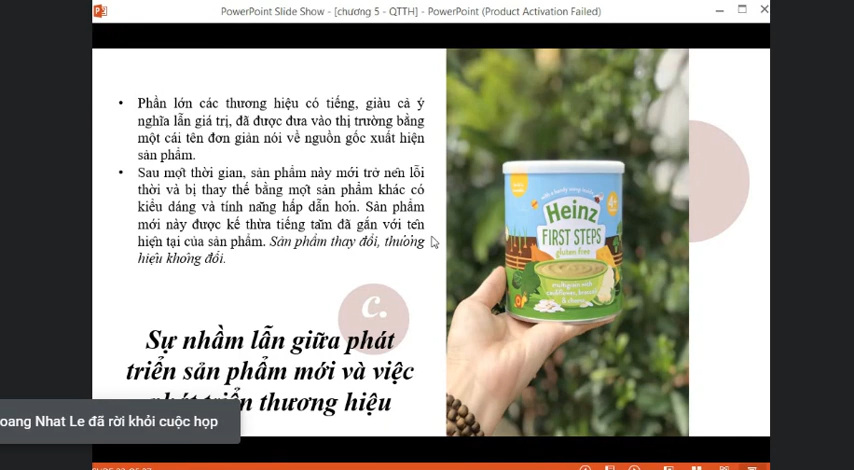 PowerPoint Slide Show - [chương 5 - QTTH] - PowerPoint (Product Activation Failed)
• Phần lớn các thương hiệu có tiếng, giàu cả ý
nghĩa lẫn giá trị, đã được đưa vào thị trường bằng
một cái tên đơn giản nói về nguồn gốc xuất hiện
sản phẩm.
• Sau một thời gian, sản phẩm này mới trở nên lỗi
thời và bị thay thế bằng một sản phẩm khác có
kiểu dáng và tính năng hấp dẫn hơn. Sản phẩm
mới này được kế thừa tiếng tăm đã gắn với tên
hiện tại của sản phẩm. Sản phẩm thay đổi, thương
hiệu không đổi.
c.
Sự nhầm lẫn giữa phát
triển sản phẩm mới và việc
phát triển thương hiệu
oang Nhat Le đã rời khỏi cuộc họp
Heinz
FIRST STEPS
gluten free
multigrain with
cauliflower, broccoli
& cheese
4+